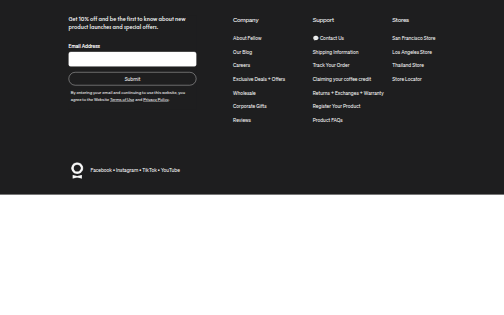 Get 10% off and be the first to know about new
product launches and special offers.
Email Address
Submit
By entering your email and continuing to use this website, you
agree to the Website Terms of Use and Privacy Policy.
Company
About Fellow
Our Blog
Careers
Exclusive Deals + Offers
Wholesale
Corporate Gifts
Reviews
Support
💬 Contact Us
Shipping Information
Track Your Order
Claiming your coffee credit
Returns + Exchanges + Warranty
Register Your Product
Product FAQs
Stores
San Francisco Store
Los Angeles Store
Thailand Store
Store Locator
Facebook • Instagram • TikTok • YouTube